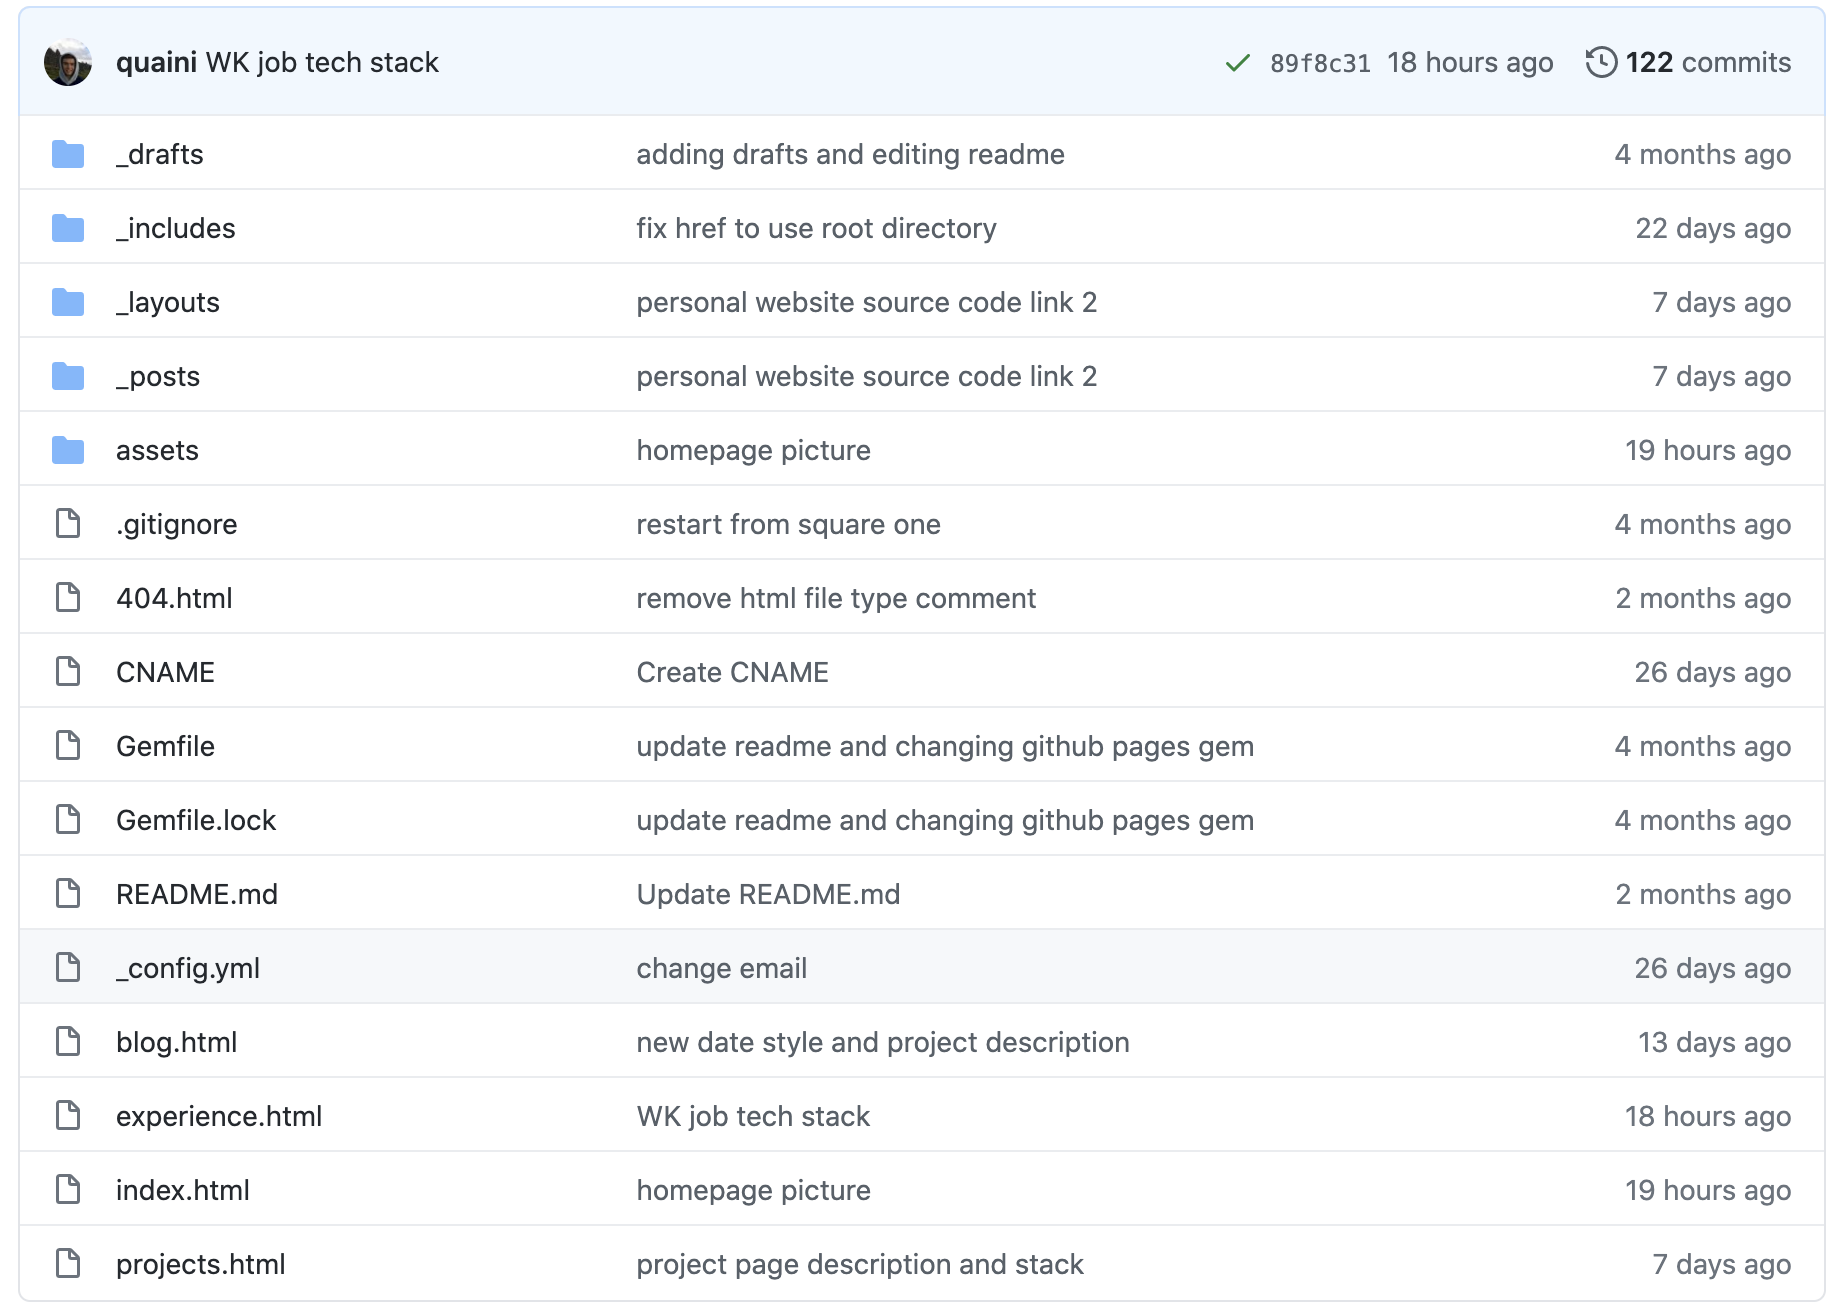 quaini WK job tech stack 89f8c31 18 hours ago 122 commits
_drafts adding drafts and editing readme 4 months ago
_includes fix href to use root directory 22 days ago
_layouts personal website source code link 2 7 days ago
_posts personal website source code link 2 7 days ago
assets homepage picture 19 hours ago
.gitignore restart from square one 4 months ago
404.html remove html file type comment 2 months ago
CNAME Create CNAME 26 days ago
Gemfile update readme and changing github pages gem 4 months ago
Gemfile.lock update readme and changing github pages gem 4 months ago
README.md Update README.md 2 months ago
_config.yml change email 26 days ago
blog.html new date style and project description 13 days ago
experience.html WK job tech stack 18 hours ago
index.html homepage picture 19 hours ago
projects.html project page description and stack 7 days ago